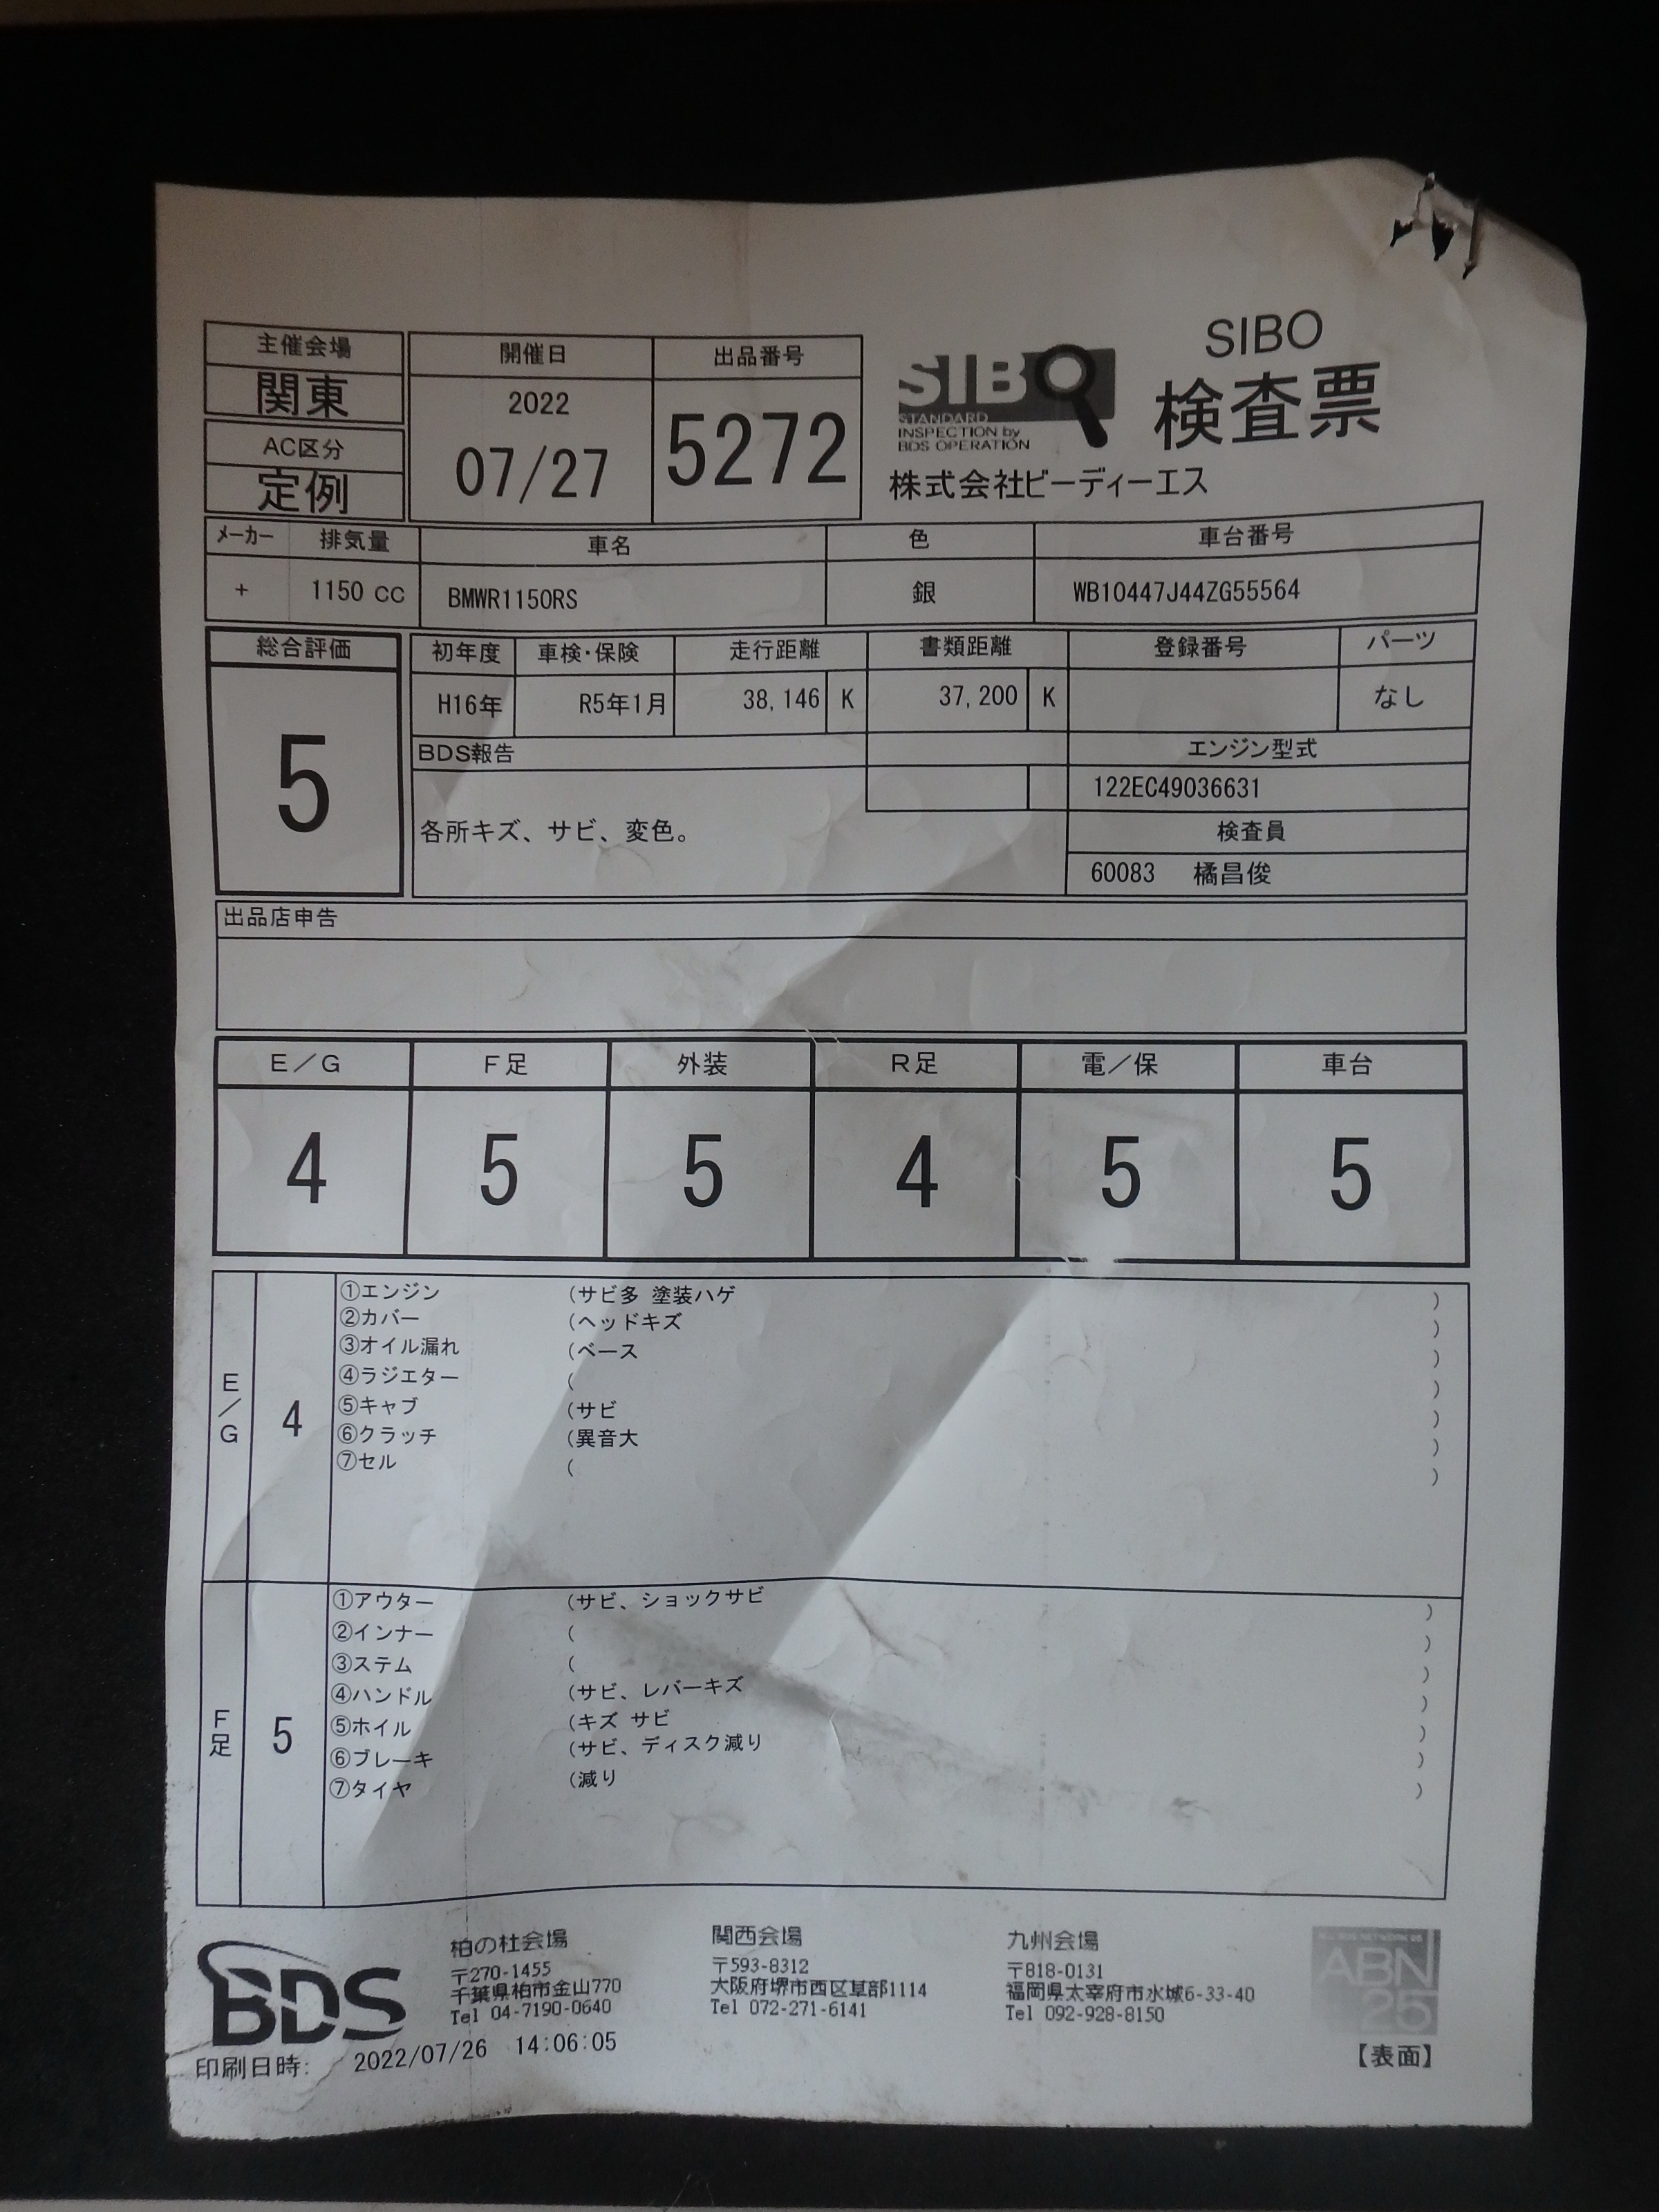 主催会場
関東
AC区分
定例
開催日
2022
07/27
出品番号
5272
SIBO
STANDARD
INSPECTION by
BDS OPERATION
SIBO
検査票
株式会社ビーディーエス
メーカー 排気量 車名 色 車台番号
+ 1150 cc BMWR1150RS 銀 WB10447J44ZG55564
総合評価
5
初年度 車検・保険 走行距離 書類距離 登録番号 パーツ
H16年 R5年1月 38,146 K 37,200 K なし
BDS報告
各所キズ、サビ、変色。
エンジン型式
122EC49036631
検査員
60083 橘昌俊
出品店申告
E/G F足 外装 R足 電/保 車台
4 5 5 4 5 5
E/G
4
①エンジン (サビ多 塗装ハゲ )
②カバー (ヘッドキズ )
③オイル漏れ (ベース )
④ラジエター ( )
⑤キャブ (サビ )
⑥クラッチ (異音大 )
⑦セル ( )
F足
5
①アウター (サビ、ショックサビ )
②インナー ( )
③ステム ( )
④ハンドル (サビ、レバーキズ )
⑤ホイル (キズ サビ )
⑥ブレーキ (サビ、ディスク減り )
⑦タイヤ (減り )
BDS
柏の杜会場
〒270-1455
千葉県柏市金山770
Tel 04-7190-0640
関西会場
〒593-8312
大阪府堺市西区草部1114
Tel 072-271-6141
九州会場
〒818-0131
福岡県太宰府市水城6-33-40
Tel 092-928-8150
ABN
25
印刷日時: 2022/07/26 14:06:05
【表面】